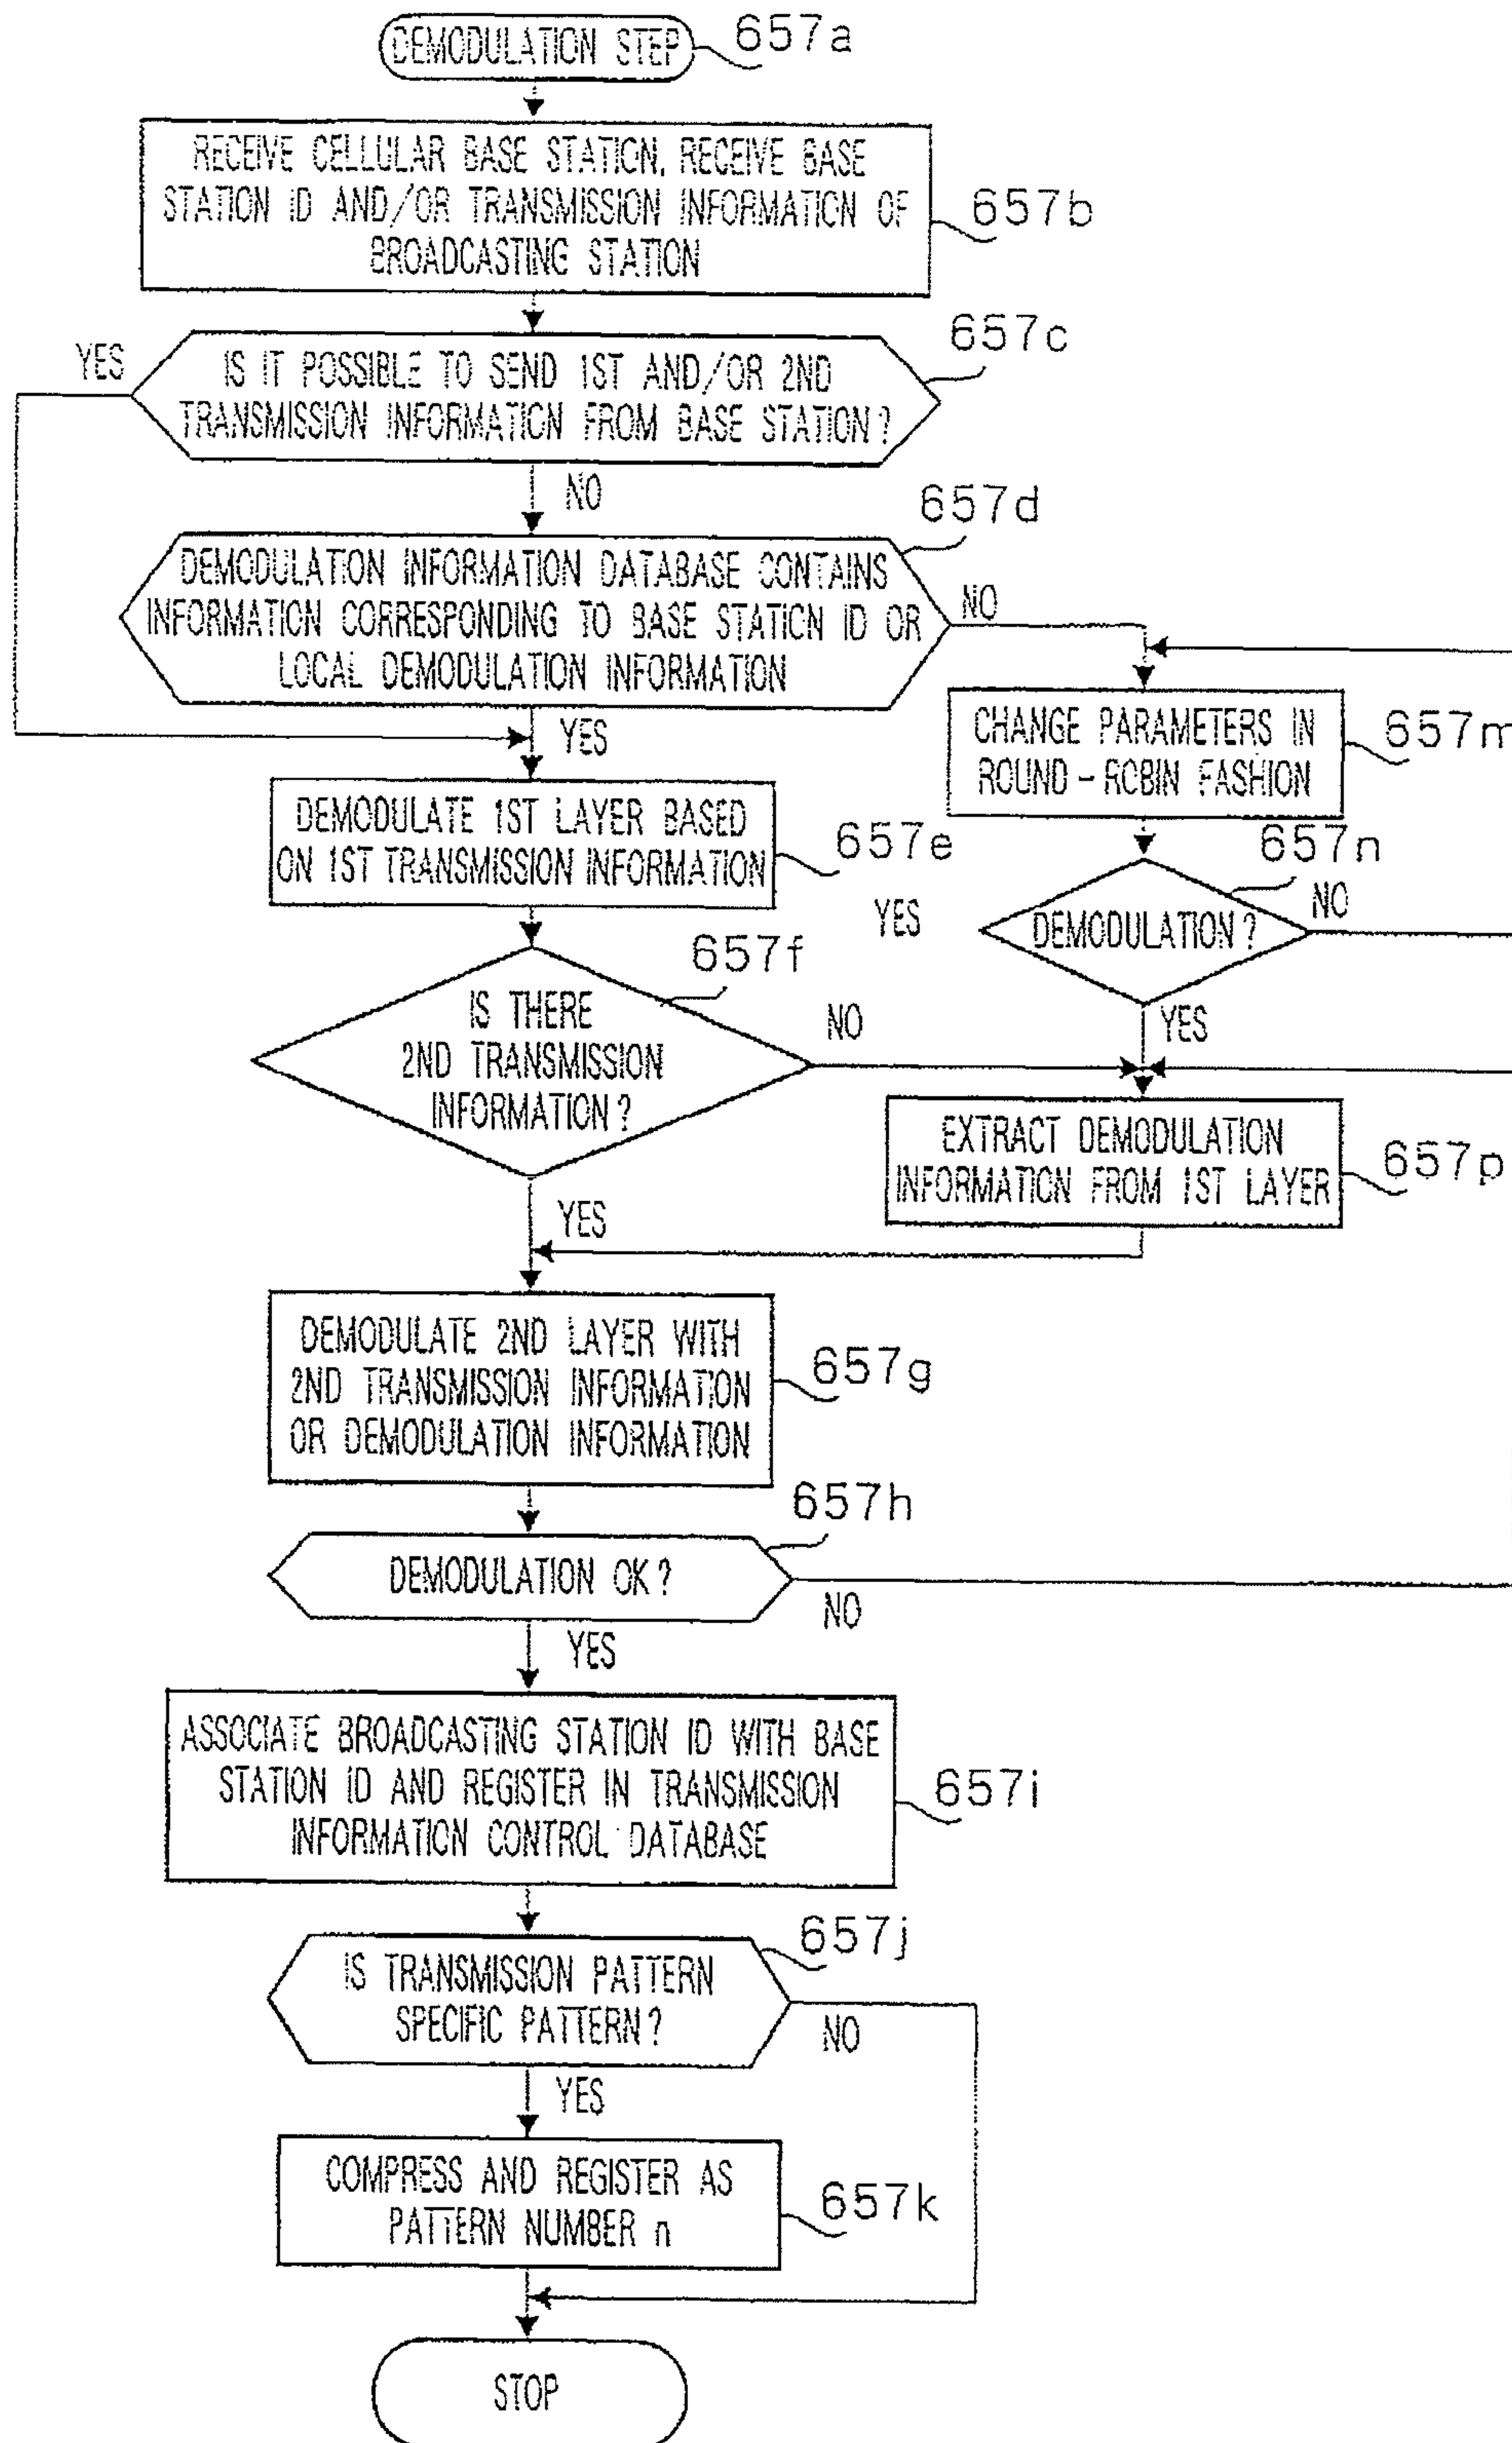 DEMODULATION STEP
657a
RECEIVE CELLULAR BASE STATION, RECEIVE BASE
STATION ID AND/OR TRANSMISSION INFORMATION OF
BROADCASTING STATION
657b
YES
IS IT POSSIBLE TO SEND 1ST AND/OR 2ND
TRANSMISSION INFORMATION FROM BASE STATION?
657c
NO
657d
DEMODULATION INFORMATION DATABASE CONTAINS
INFORMATION CORRESPONDING TO BASE STATION ID OR
LOCAL DEMODULATION INFORMATION
NO
YES
CHANGE PARAMETERS IN
ROUND-ROBIN FASHION
657m
DEMODULATE 1ST LAYER BASED
ON 1ST TRANSMISSION INFORMATION
657e
657n
YES
DEMODULATION?
NO
657f
IS THERE
2ND TRANSMISSION
INFORMATION?
NO
YES
EXTRACT DEMODULATION
INFORMATION FROM 1ST LAYER
657p
YES
DEMODULATE 2ND LAYER WITH
2ND TRANSMISSION INFORMATION
OR DEMODULATION INFORMATION
657g
657h
DEMODULATION OK?
NO
YES
ASSOCIATE BROADCASTING STATION ID WITH BASE
STATION ID AND REGISTER IN TRANSMISSION
INFORMATION CONTROL DATABASE
657i
657j
IS TRANSMISSION PATTERN
SPECIFIC PATTERN?
NO
YES
COMPRESS AND REGISTER AS
PATTERN NUMBER n
657k
STOP